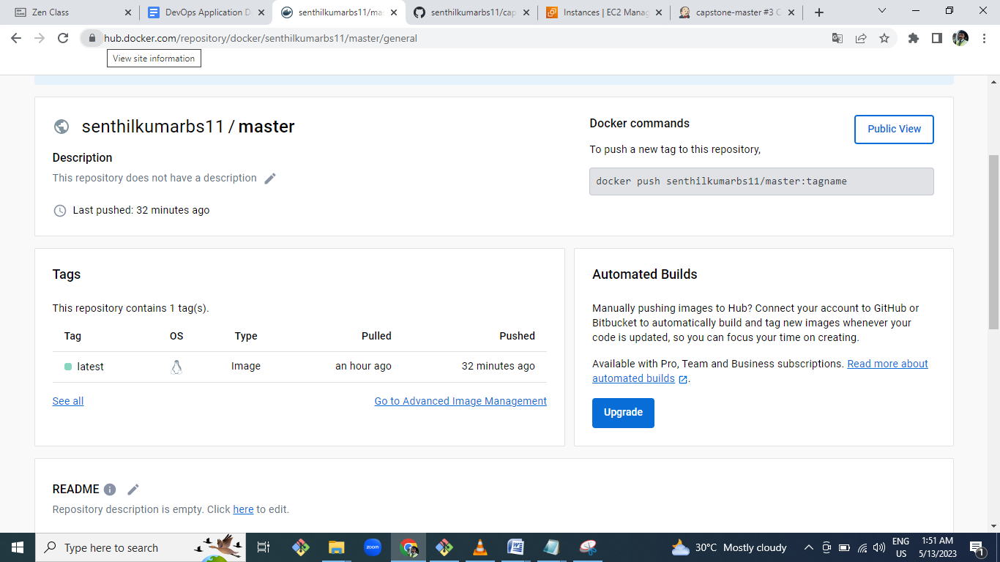 Zen Class
DevOps Application D
senthilkumarbs11/mas
senthilkumarbs11/cap
Instances | EC2 Manag
capstone-master #3 C
hub.docker.com/repository/docker/senthilkumarbs11/master/general
View site information
senthilkumarbs11 / master
Description
This repository does not have a description
Last pushed: 32 minutes ago
Docker commands
Public View
To push a new tag to this repository,
docker push senthilkumarbs11/master:tagname
Tags
This repository contains 1 tag(s).
Tag OS Type Pulled Pushed
latest Image an hour ago 32 minutes ago
See all
Go to Advanced Image Management
Automated Builds
Manually pushing images to Hub? Connect your account to GitHub or
Bitbucket to automatically build and tag new images whenever your
code is updated, so you can focus your time on creating.
Available with Pro, Team and Business subscriptions. Read more about
automated builds .
Upgrade
README
Repository description is empty. Click here to edit.
Type here to search
zoom
30°C Mostly cloudy
ENG
US
1:51 AM
5/13/2023
1